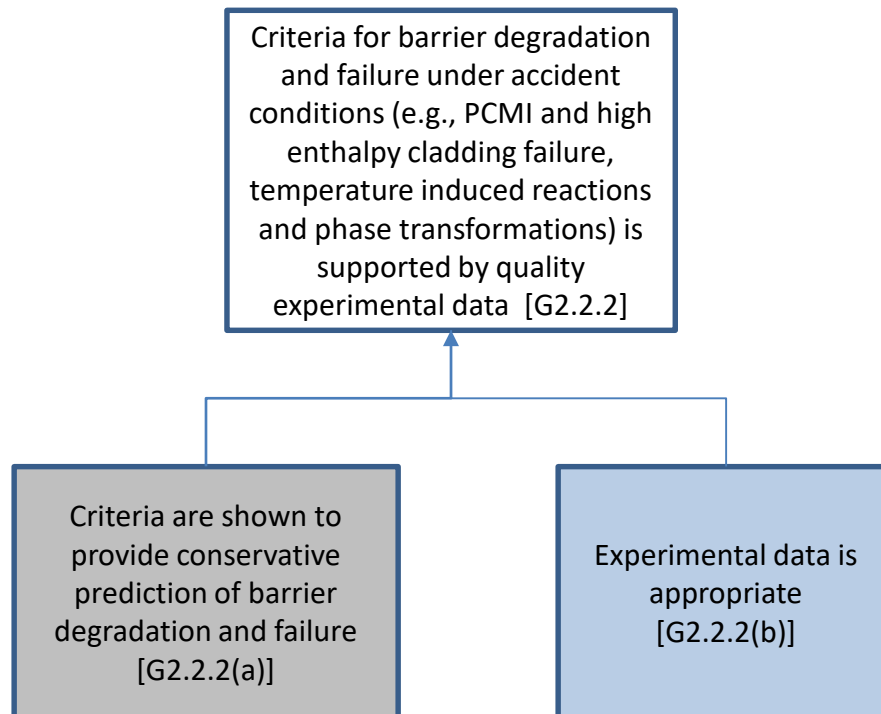 Criteria for barrier degradation
and failure under accident
conditions (e.g., PCMI and high
enthalpy cladding failure,
temperature induced reactions
and phase transformations) is
supported by quality
experimental data  [G2.2.2]
Criteria are shown to
provide conservative
prediction of barrier
degradation and failure
[G2.2.2(a)]
Experimental data is
appropriate
[G2.2.2(b)]